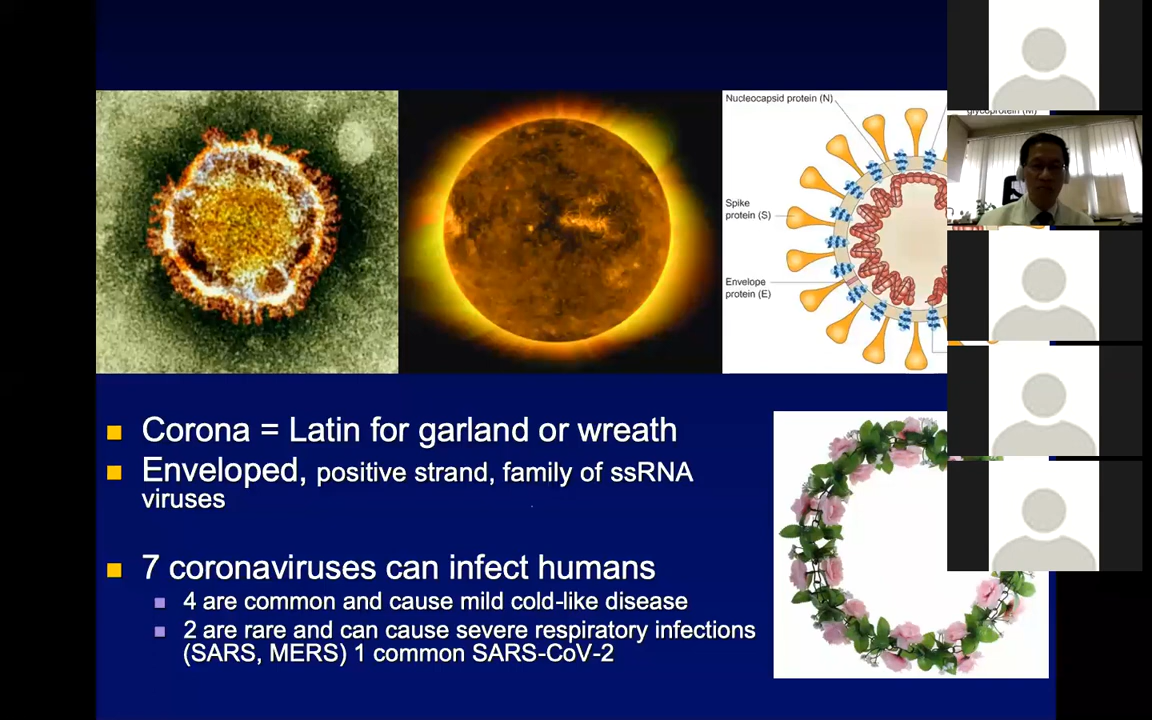 Nucleocapsid protein (N)
glycoprotein (M)
Spike
protein (S)
Envelope
protein (E)
Corona = Latin for garland or wreath
Enveloped, positive strand, family of ssRNA
viruses
7 coronaviruses can infect humans
4 are common and cause mild cold-like disease
2 are rare and can cause severe respiratory infections
(SARS, MERS) 1 common SARS-CoV-2